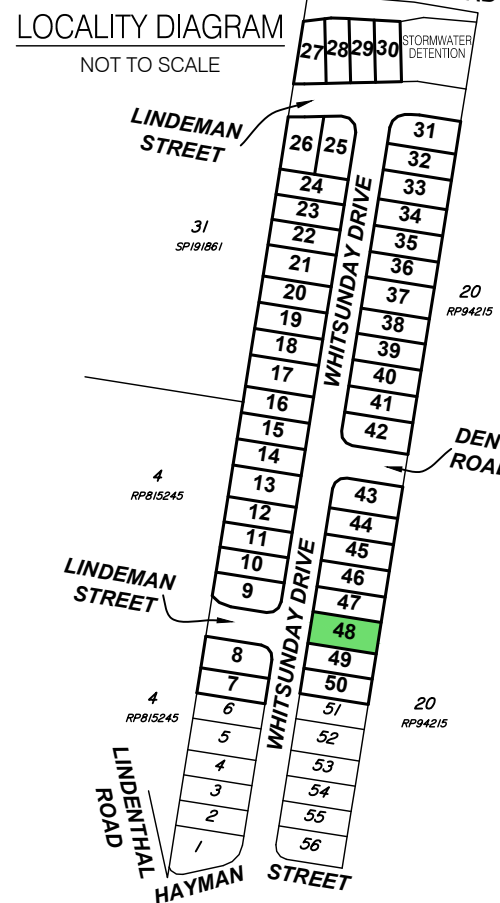 LOCALITY DIAGRAM
NOT TO SCALE
27 28 29 30
STORMWATER
DETENTION
LINDEMAN
STREET
26 25
31
32
24
33
23
34
22
35
21
36
20
37
19
38
18
39
17
40
16
41
15
42
14
13
43
12
44
11
45
10
46
9
47
48
8
49
7
50
6
51
5
52
4
53
3
54
2
55
1
56
WHITSUNDAY DRIVE
WHITSUNDAY DRIVE
31
SP191861
20
RP94215
4
RP815245
LINDEMAN
STREET
4
RP815245
20
RP94215
LINDENTHAL
ROAD
HAYMAN STREET